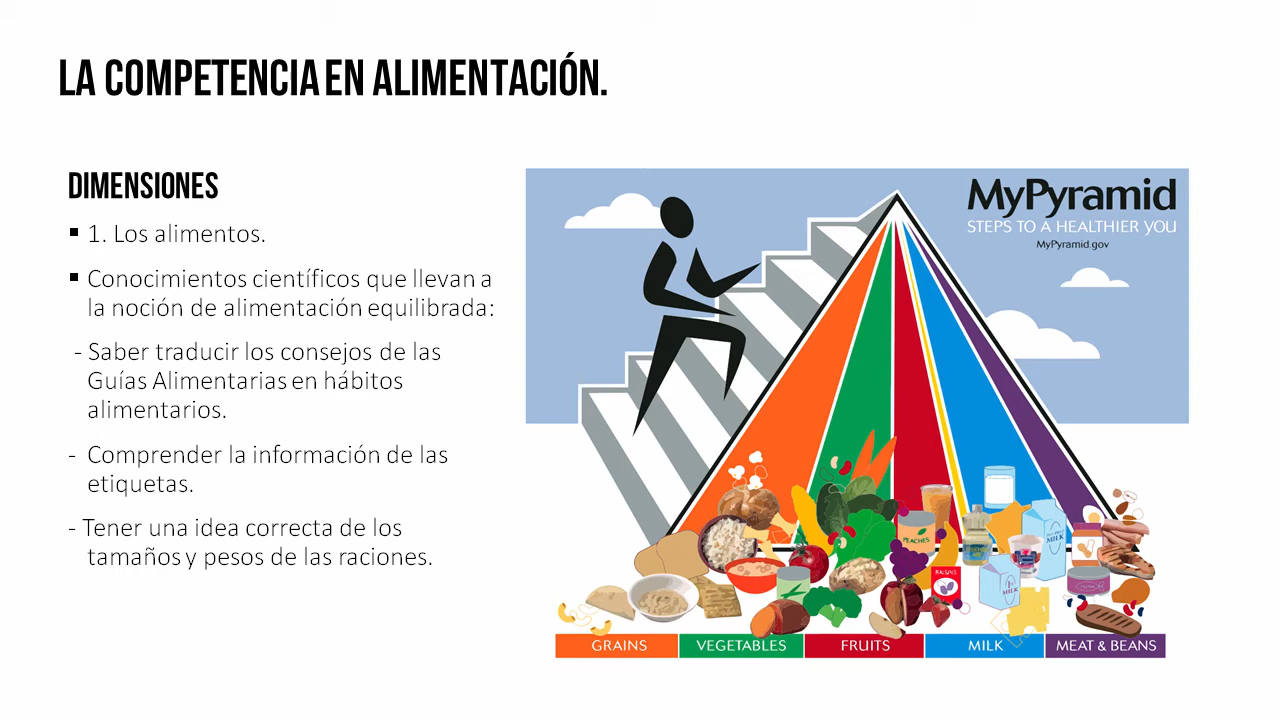 LA COMPETENCIA EN ALIMENTACIÓN.
DIMENSIONES
▪ 1. Los alimentos.
▪ Conocimientos científicos que llevan a
la noción de alimentación equilibrada:
- Saber traducir los consejos de las
Guías Alimentarias en hábitos
alimentarios.
- Comprender la información de las
etiquetas.
- Tener una idea correcta de los
tamaños y pesos de las raciones.
MyPyramid
STEPS TO A HEALTHIER YOU
MyPyramid.gov
PEACHES
RAISINS
MILK
MILK
GRAINS
VEGETABLES
FRUITS
MILK
MEAT & BEANS